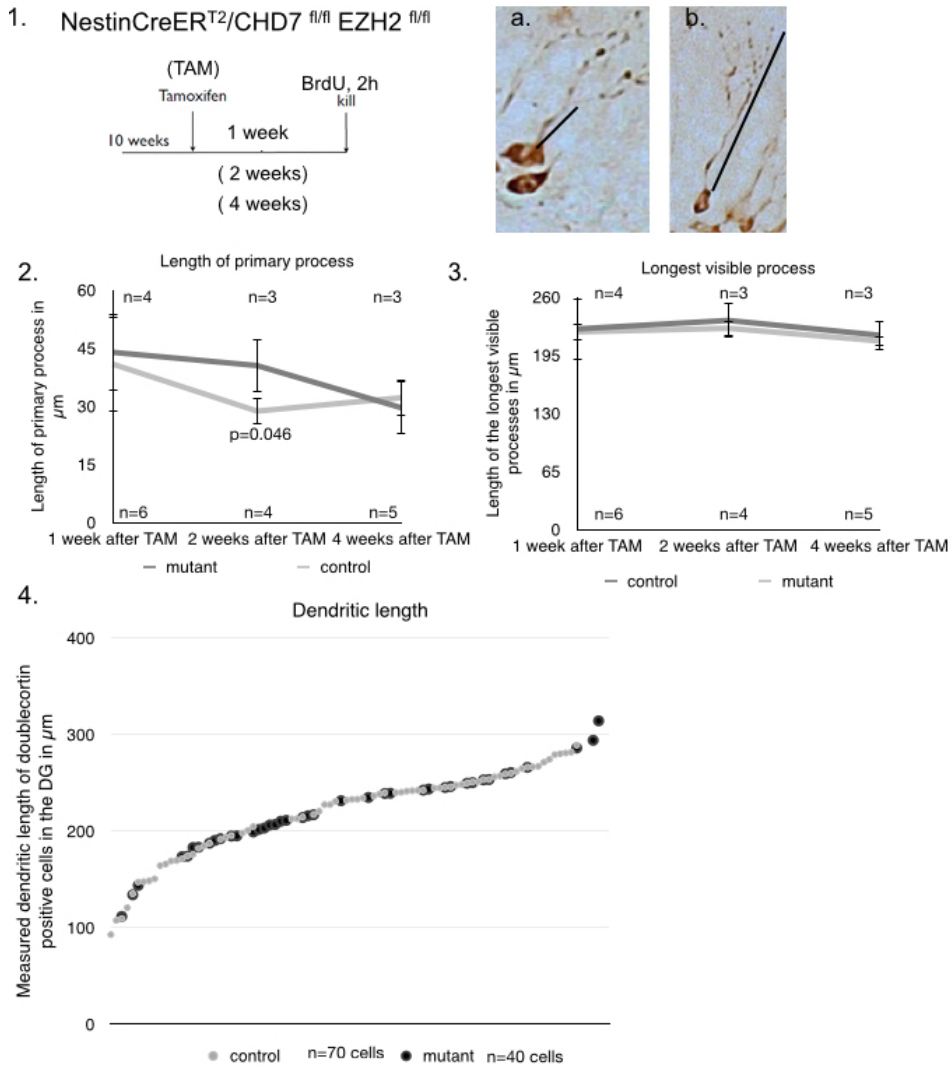 1. NestinCreER^T2/CHD7 fl/fl EZH2 fl/fl
(TAM)
Tamoxifen
BrdU, 2h
kill
10 weeks
1 week
( 2 weeks)
( 4 weeks)
a.
b.
2.
Length of primary process
Length of primary process in
µm
60
45
30
15
0
n=4
n=3
n=3
p=0.046
n=6
n=4
n=5
1 week after TAM 2 weeks after TAM 4 weeks after TAM
mutant control
3.
Longest visible process
Length of the longest visible
processes in µm
260
195
130
65
0
n=4
n=3
n=3
n=6
n=4
n=5
1 week after TAM 2 weeks after TAM 4 weeks after TAM
control mutant
4.
Dendritic length
Measured dendritic length of doublecortin
positive cells in the DG in µm
400
300
200
100
0
control n=70 cells mutant n=40 cells